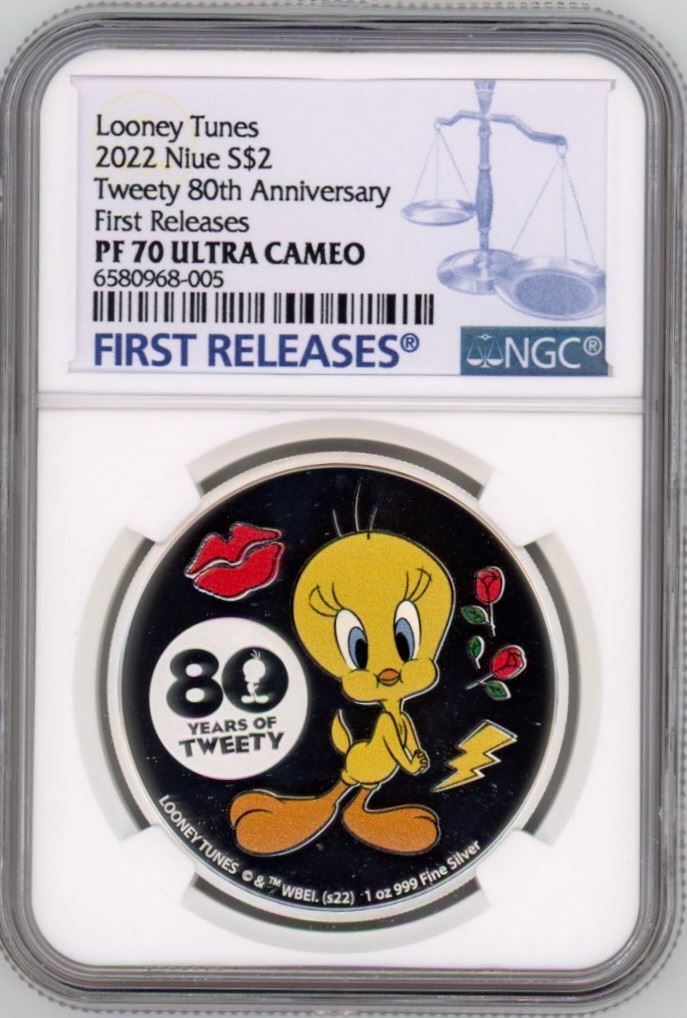 Looney Tunes
2022 Niue S$2
Tweety 80th Anniversary
First Releases
PF 70 ULTRA CAMEO
6580968-005
FIRST RELEASES®
NGC®
80
YEARS OF
TWEETY
LOONEY TUNES © & ™ WBEI. (s22) 1 oz 999 Fine Silver